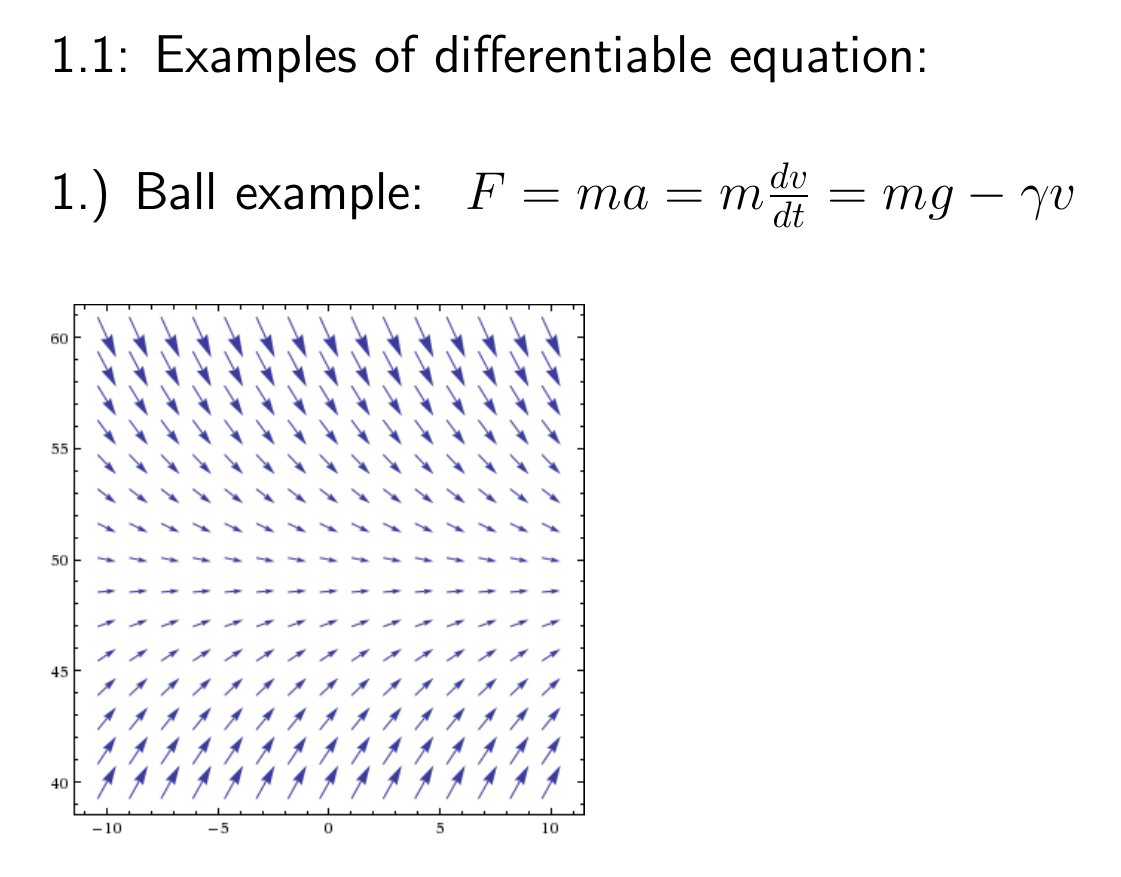 1.1: Examples of differentiable equation:
1.) Ball example: F = ma = m dv/dt = mg − γv
60
55
50
45
40
−10 −5 0 5 10